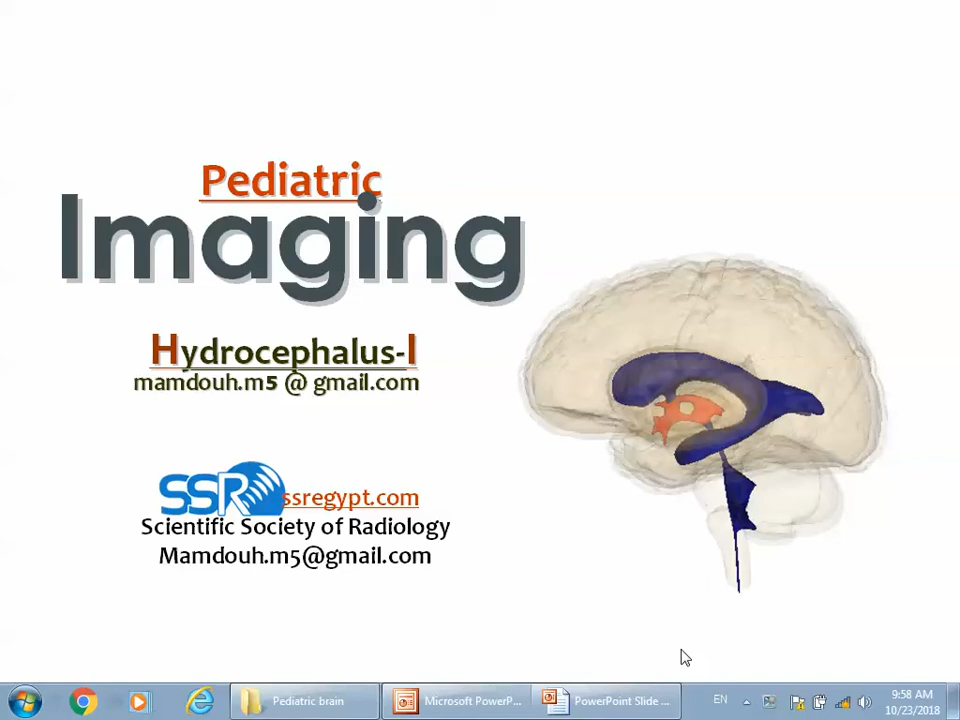 Pediatric
Imaging
Hydrocephalus-I
mamdouh.m5 @ gmail.com
SSR ssregypt.com
Scientific Society of Radiology
Mamdouh.m5@gmail.com
Pediatric brain
Microsoft PowerP...
PowerPoint Slide ...
EN
9:58 AM
10/23/2018